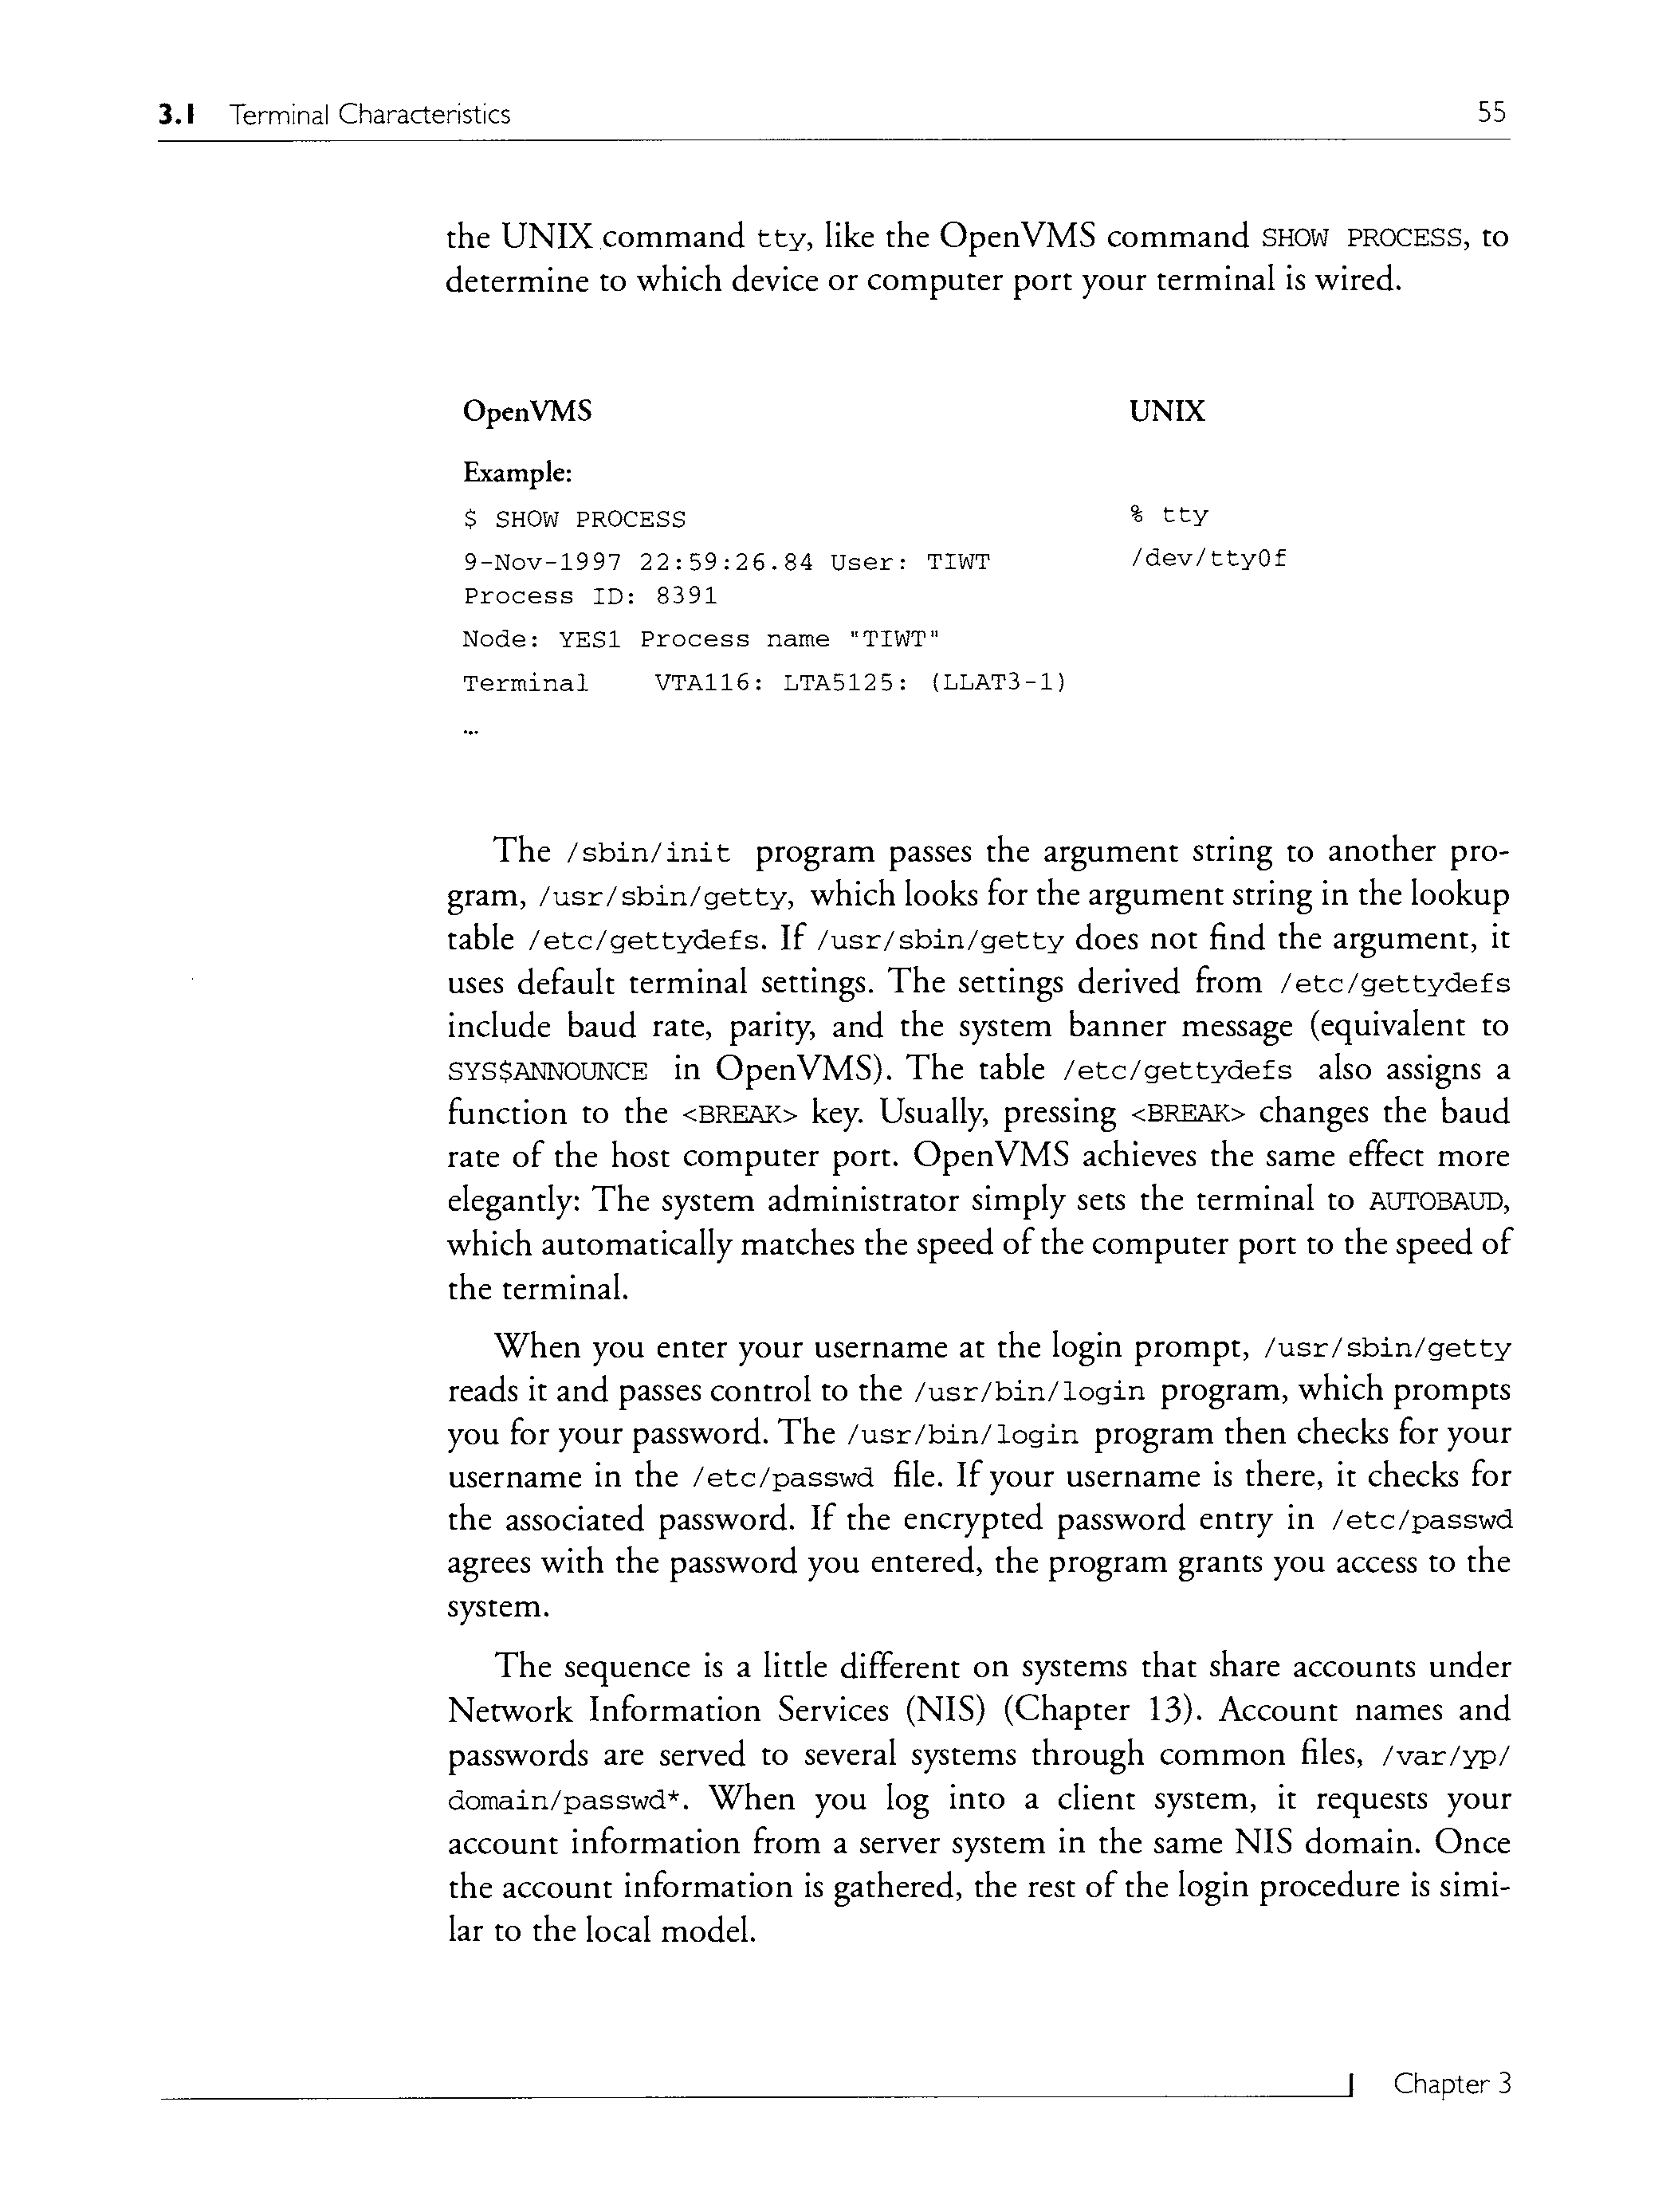 3.1 Terminal Characteristics 55
the UNIX command tty, like the OpenVMS command SHOW PROCESS, to
determine to which device or computer port your terminal is wired.
OpenVMS UNIX
Example:
$ SHOW PROCESS % tty
9-Nov-1997 22:59:26.84 User: TIWT /dev/tty0f
Process ID: 8391
Node: YES1 Process name "TIWT"
Terminal VTA116: LTA5125: (LLAT3-1)
...
The /sbin/init program passes the argument string to another pro-
gram, /usr/sbin/getty, which looks for the argument string in the lookup
table /etc/gettydefs. If /usr/sbin/getty does not find the argument, it
uses default terminal settings. The settings derived from /etc/gettydefs
include baud rate, parity, and the system banner message (equivalent to
SYS$ANNOUNCE in OpenVMS). The table /etc/gettydefs also assigns a
function to the <BREAK> key. Usually, pressing <BREAK> changes the baud
rate of the host computer port. OpenVMS achieves the same effect more
elegantly: The system administrator simply sets the terminal to AUTOBAUD,
which automatically matches the speed of the computer port to the speed of
the terminal.
When you enter your username at the login prompt, /usr/sbin/getty
reads it and passes control to the /usr/bin/login program, which prompts
you for your password. The /usr/bin/login program then checks for your
username in the /etc/passwd file. If your username is there, it checks for
the associated password. If the encrypted password entry in /etc/passwd
agrees with the password you entered, the program grants you access to the
system.
The sequence is a little different on systems that share accounts under
Network Information Services (NIS) (Chapter 13). Account names and
passwords are served to several systems through common files, /var/yp/
domain/passwd*. When you log into a client system, it requests your
account information from a server system in the same NIS domain. Once
the account information is gathered, the rest of the login procedure is simi-
lar to the local model.
Chapter 3